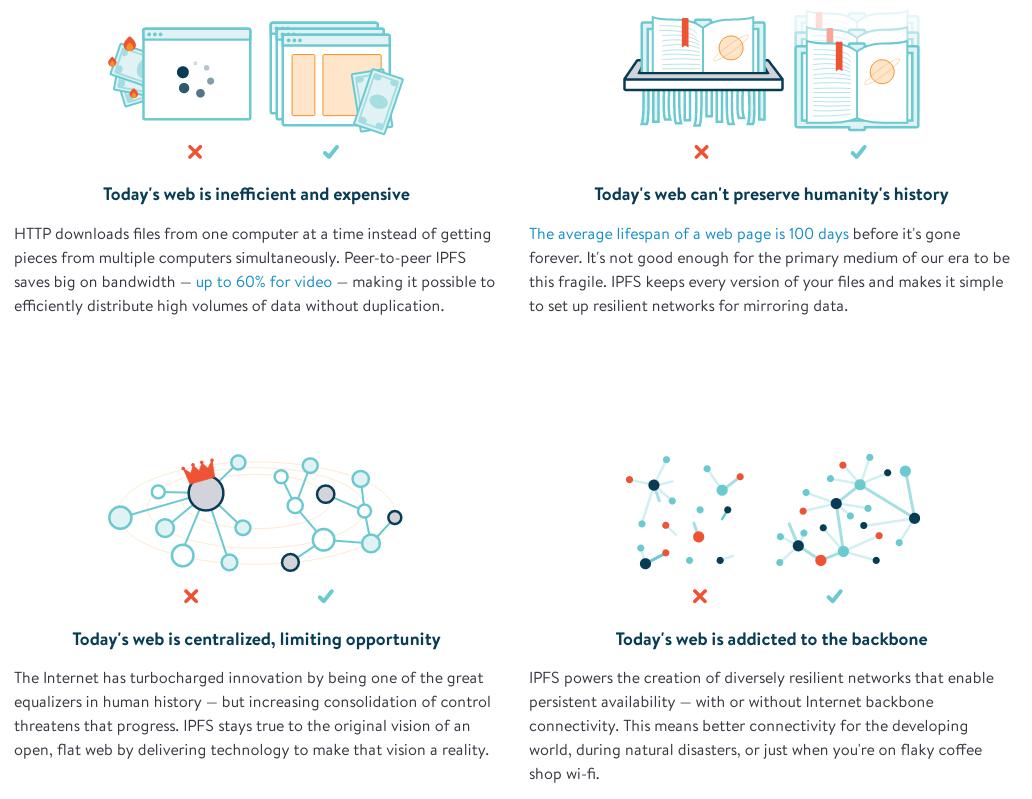 Today's web is inefficient and expensive
HTTP downloads files from one computer at a time instead of getting
pieces from multiple computers simultaneously. Peer-to-peer IPFS
saves big on bandwidth — up to 60% for video — making it possible to
efficiently distribute high volumes of data without duplication.
Today's web can't preserve humanity's history
The average lifespan of a web page is 100 days before it's gone
forever. It's not good enough for the primary medium of our era to be
this fragile. IPFS keeps every version of your files and makes it simple
to set up resilient networks for mirroring data.
Today's web is centralized, limiting opportunity
The Internet has turbocharged innovation by being one of the great
equalizers in human history — but increasing consolidation of control
threatens that progress. IPFS stays true to the original vision of an
open, flat web by delivering technology to make that vision a reality.
Today's web is addicted to the backbone
IPFS powers the creation of diversely resilient networks that enable
persistent availability — with or without Internet backbone
connectivity. This means better connectivity for the developing
world, during natural disasters, or just when you're on flaky coffee
shop wi-fi.